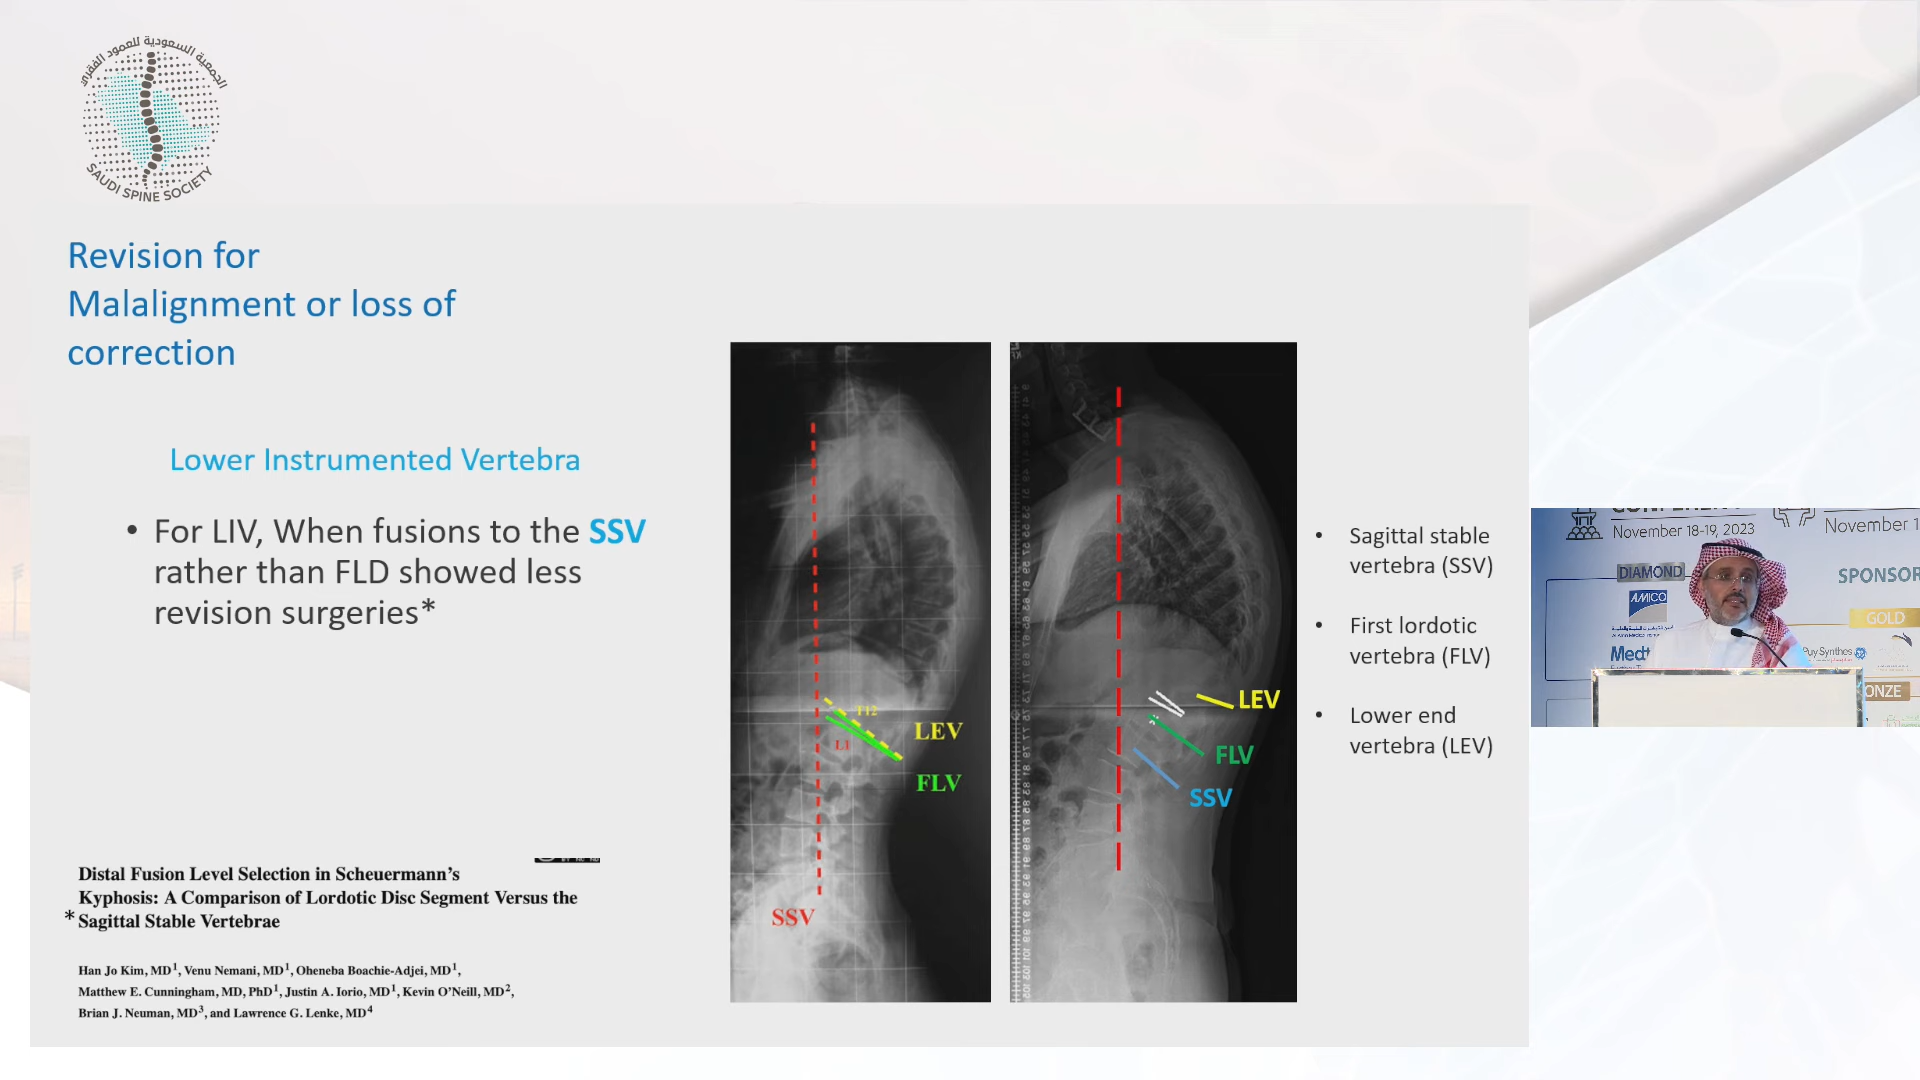 الجمعية السعودية للعمود الفقري
SAUDI SPINE SOCIETY
Revision for
Malalignment or loss of
correction
Lower Instrumented Vertebra
• For LIV, When fusions to the SSV
rather than FLD showed less
revision surgeries*
Distal Fusion Level Selection in Scheuermann's
Kyphosis: A Comparison of Lordotic Disc Segment Versus the
* Sagittal Stable Vertebrae
Han Jo Kim, MD1, Venu Nemani, MD1, Oheneba Boachie-Adjei, MD1,
Matthew E. Cunningham, MD, PhD1, Justin A. Iorio, MD1, Kevin O'Neill, MD2,
Brian J. Neuman, MD3, and Lawrence G. Lenke, MD4
T12
L1
LEV
FLV
SSV
LEV
FLV
SSV
• Sagittal stable
vertebra (SSV)
• First lordotic
vertebra (FLV)
• Lower end
vertebra (LEV)
November 18-19, 2023
November 1
DIAMOND
SPONSOR
AMICO
GOLD
Medt
Puy Synthes
ONZE